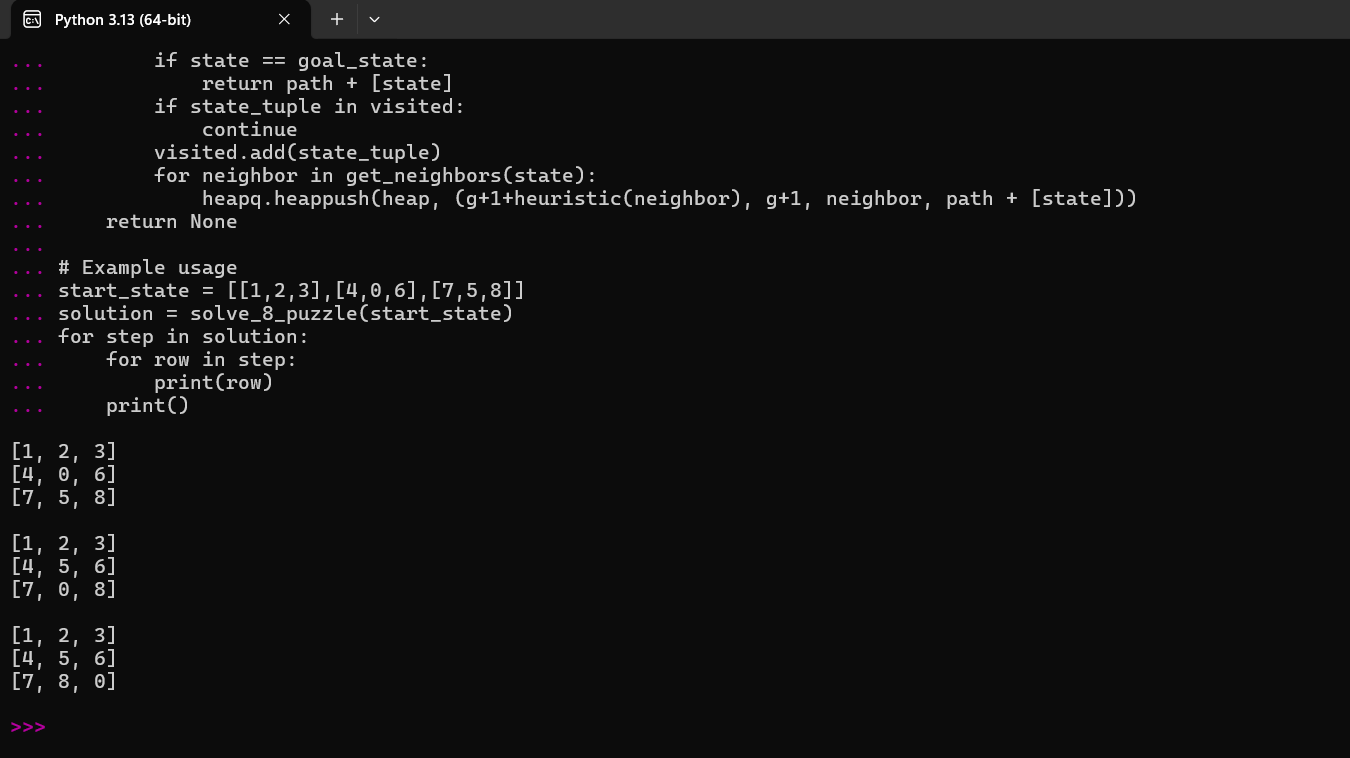 Python 3.13 (64-bit)
...         if state == goal_state:
...             return path + [state]
...         if state_tuple in visited:
...             continue
...         visited.add(state_tuple)
...         for neighbor in get_neighbors(state):
...             heapq.heappush(heap, (g+1+heuristic(neighbor), g+1, neighbor, path + [state]))
...     return None
...
... # Example usage
... start_state = [[1,2,3],[4,0,6],[7,5,8]]
... solution = solve_8_puzzle(start_state)
... for step in solution:
...     for row in step:
...         print(row)
...     print()
[1, 2, 3]
[4, 0, 6]
[7, 5, 8]
[1, 2, 3]
[4, 5, 6]
[7, 0, 8]
[1, 2, 3]
[4, 5, 6]
[7, 8, 0]
>>>